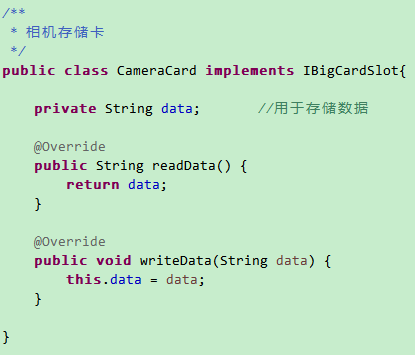 /**
 * 相机存储卡
 */
public class CameraCard implements IBigCardSlot{
    private String data;       //用于存储数据
    @Override
    public String readData() {
        return data;
    }
    @Override
    public void writeData(String data) {
        this.data = data;
    }
}